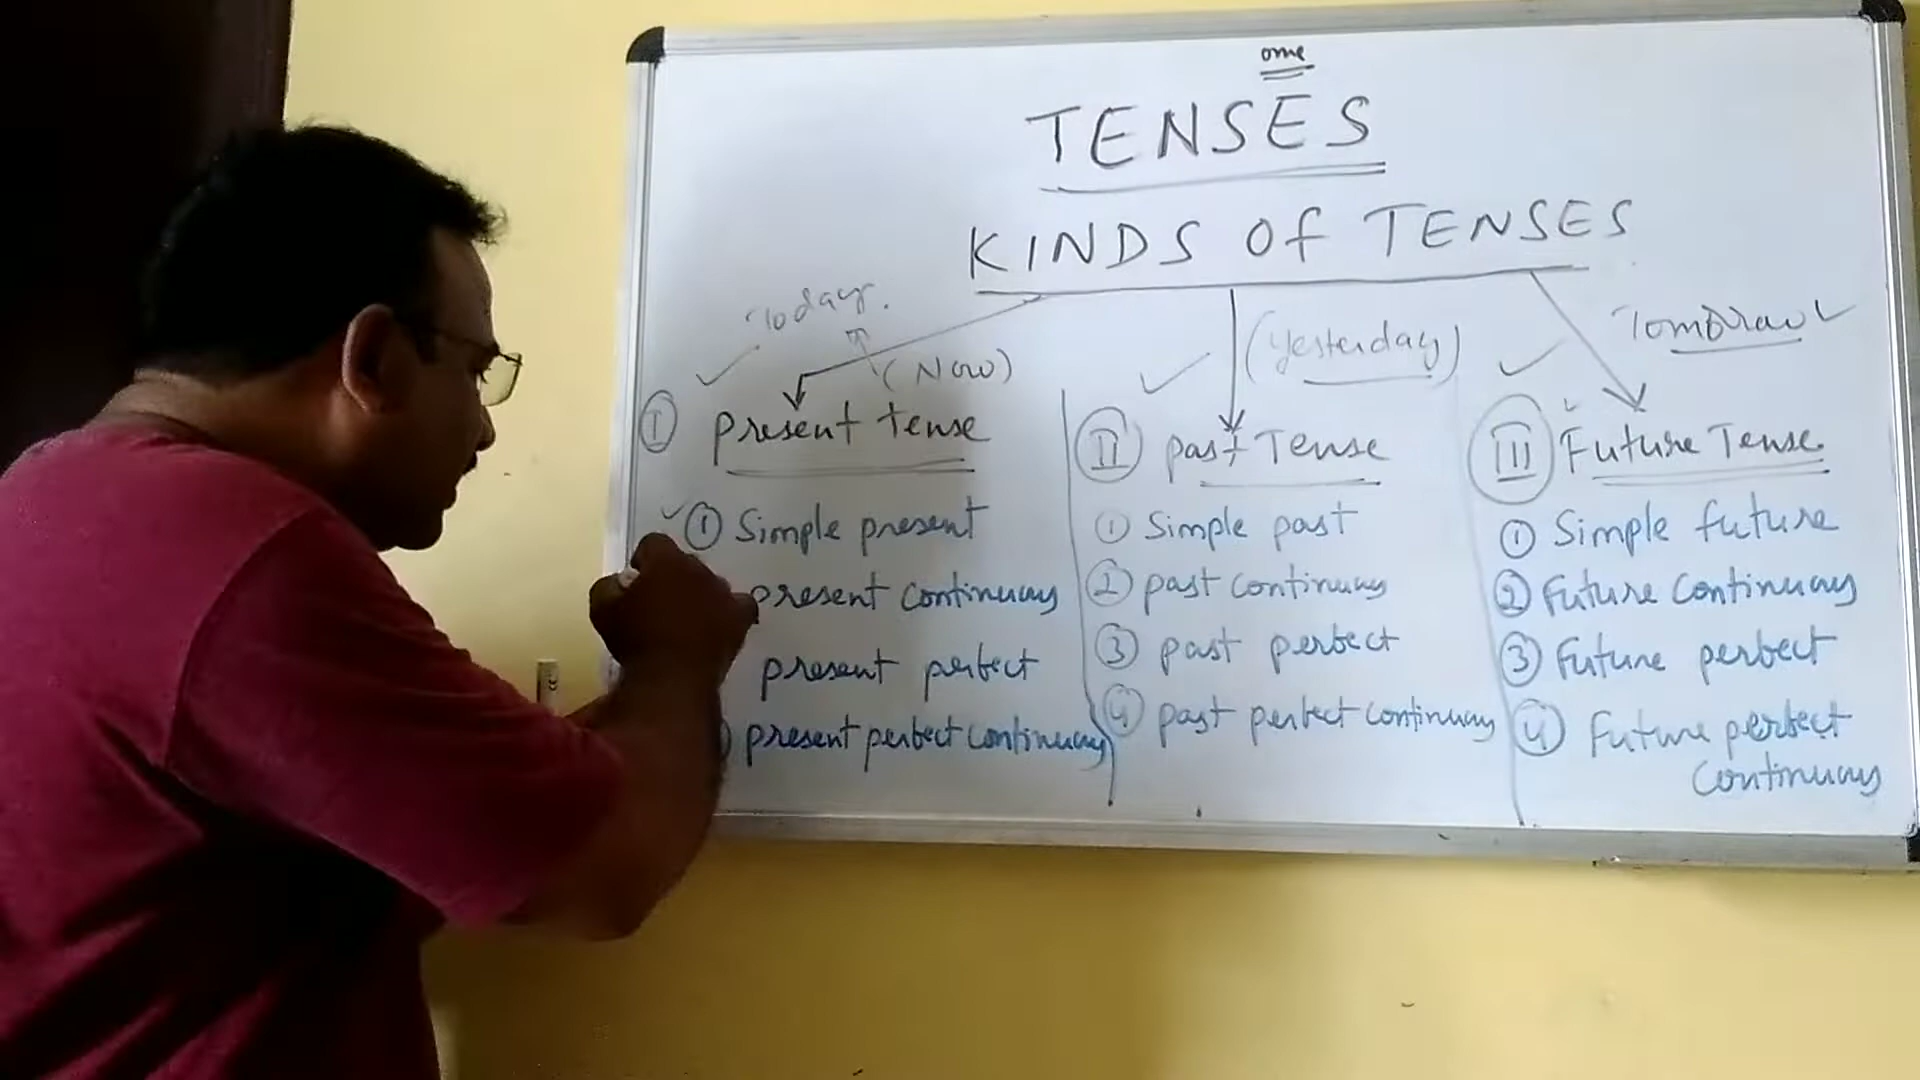 ome
TENSES
KINDS Of TENSES
Today.
(Now)
(Yesterday)
Tomorrow
I present tense
1 Simple present
present continuous
present perfect
present perfect continuous
II past Tense
1 Simple past
2 past continuous
3 past perfect
4 past perfect continuous
III Future Tense
1 Simple future
2 Future continuous
3 Future perfect
4 Future perfect
continuous